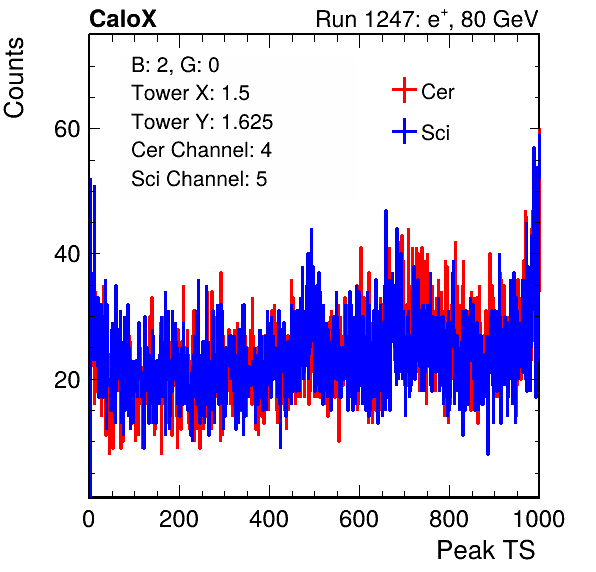 CaloX Run 1247: e⁺, 80 GeV
Counts
B: 2, G: 0
Tower X: 1.5
Tower Y: 1.625
Cer Channel: 4
Sci Channel: 5
Cer
Sci
60
40
20
0 200 400 600 800 1000
Peak TS